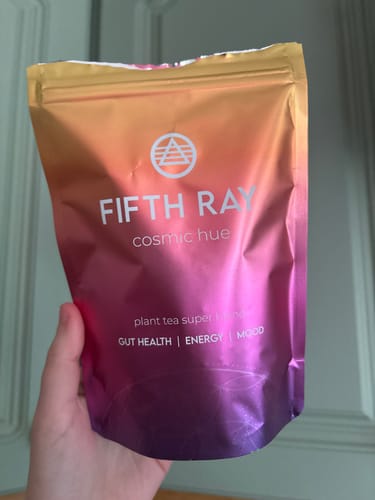 FIFTH RAY
cosmic hue
plant tea super
GUT HEALTH | ENERGY | MOOD